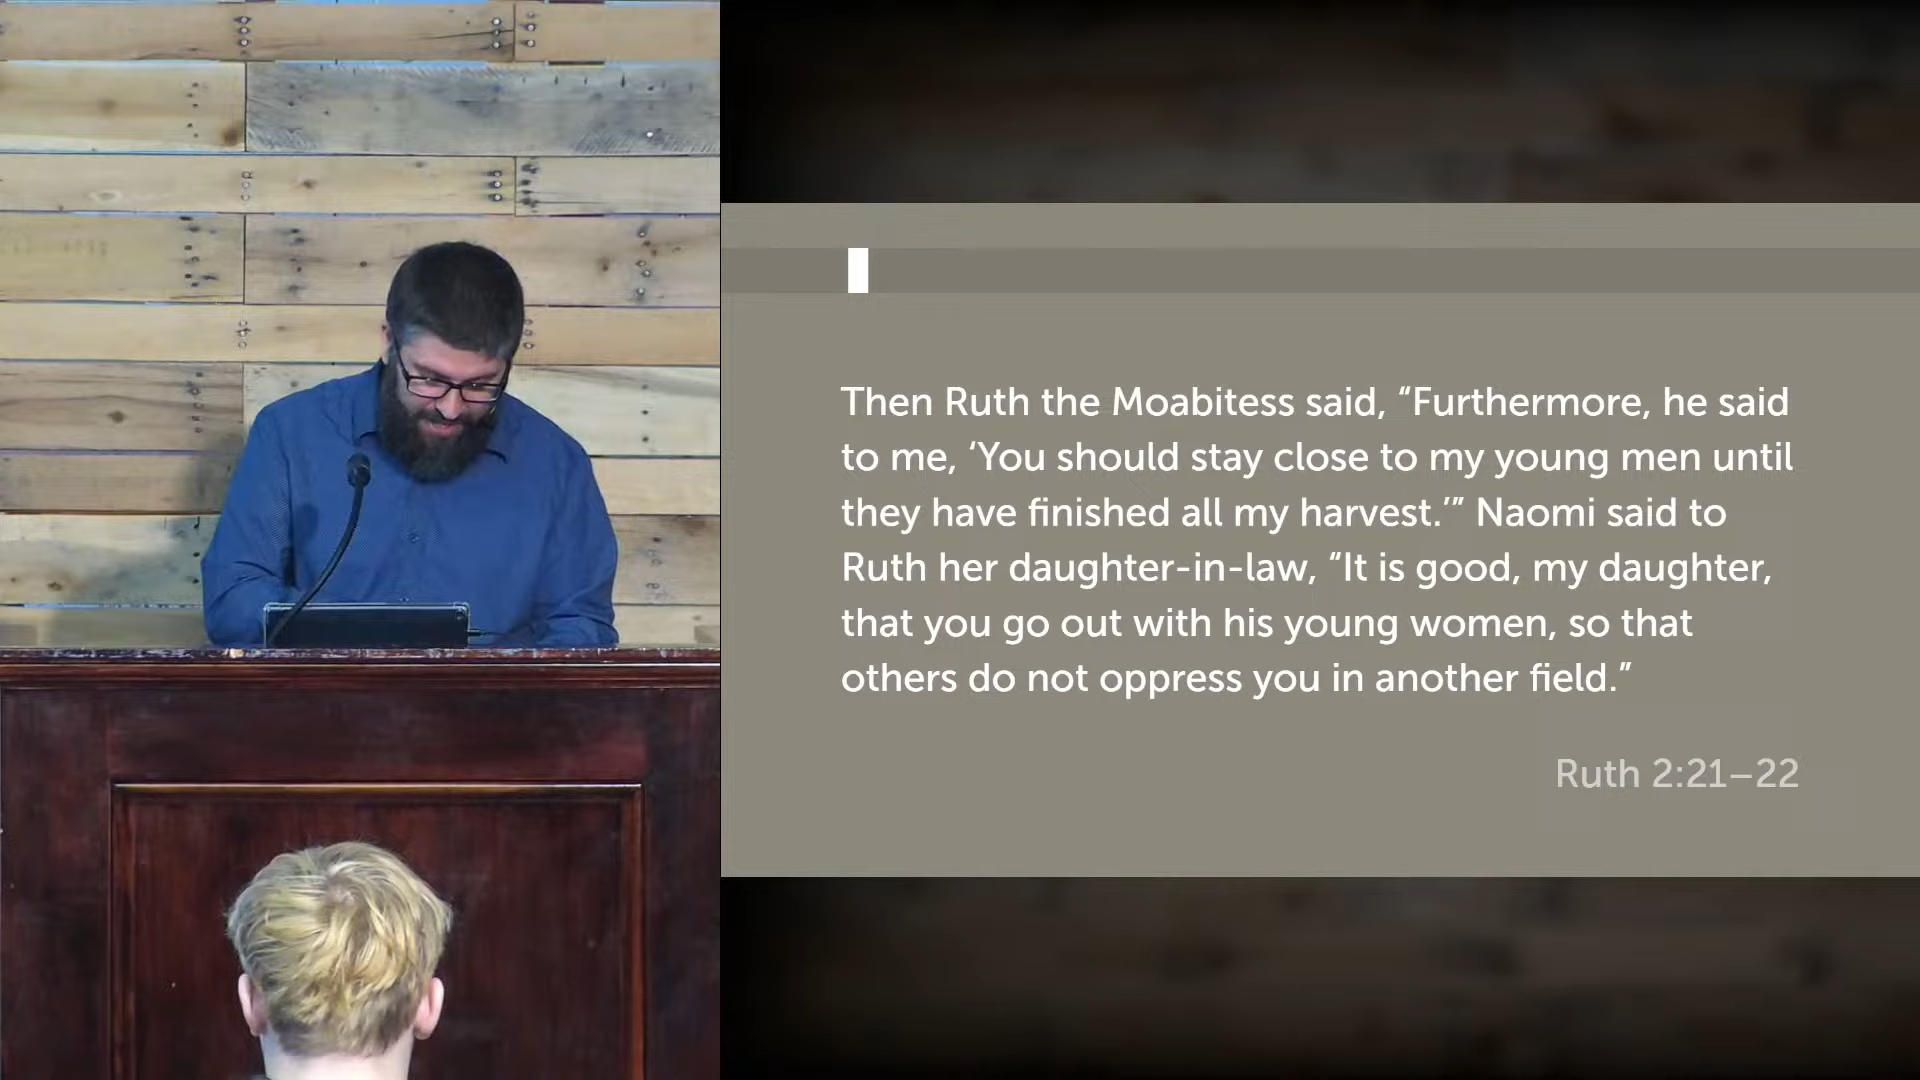 Then Ruth the Moabitess said, “Furthermore, he said
to me, ‘You should stay close to my young men until
they have finished all my harvest.’” Naomi said to
Ruth her daughter-in-law, “It is good, my daughter,
that you go out with his young women, so that
others do not oppress you in another field.”
Ruth 2:21–22